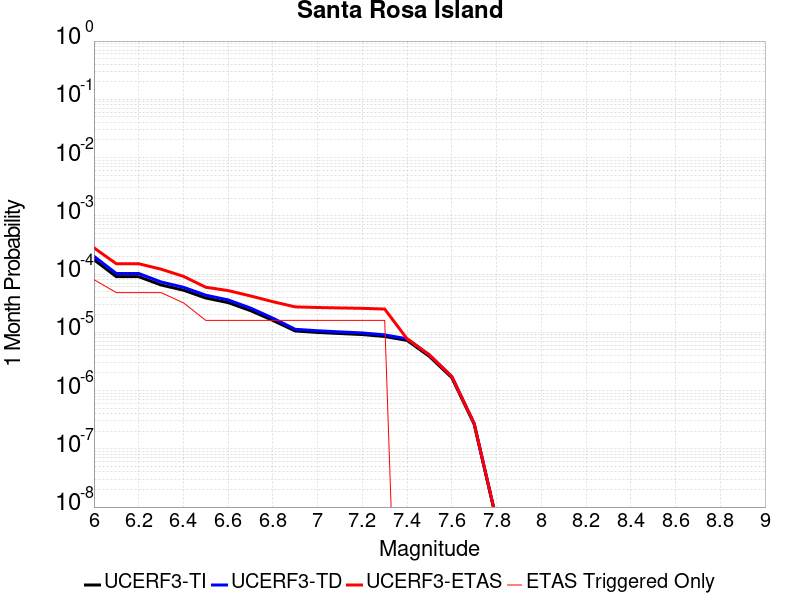 Santa Rosa Island
10^0
10^-1
10^-2
10^-3
10^-4
10^-5
10^-6
10^-7
10^-8
1 Month Probability
6 6.2 6.4 6.6 6.8 7 7.2 7.4 7.6 7.8 8 8.2 8.4 8.6 8.8 9
Magnitude
UCERF3-TI UCERF3-TD UCERF3-ETAS ETAS Triggered Only